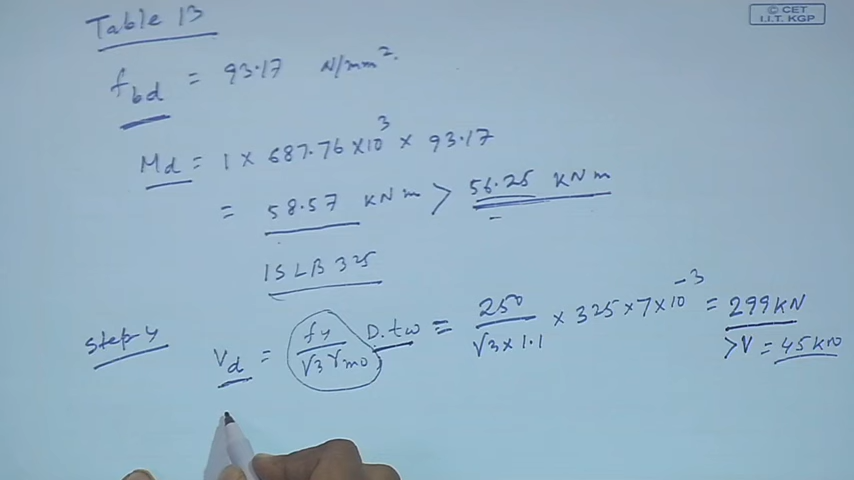 © CET
I.I.T. KGP
Table 13
fbd = 93.17 N/mm².
Md = 1 × 687.76 × 10³ × 93.17
= 58.57 kNm > 56.25 kNm
ISLB 325
Step 4 Vd = fy / √3 γmo D.tw = 250 / √3 × 1.1 × 325 × 7 × 10⁻³ = 299 kN
> V = 45 kN